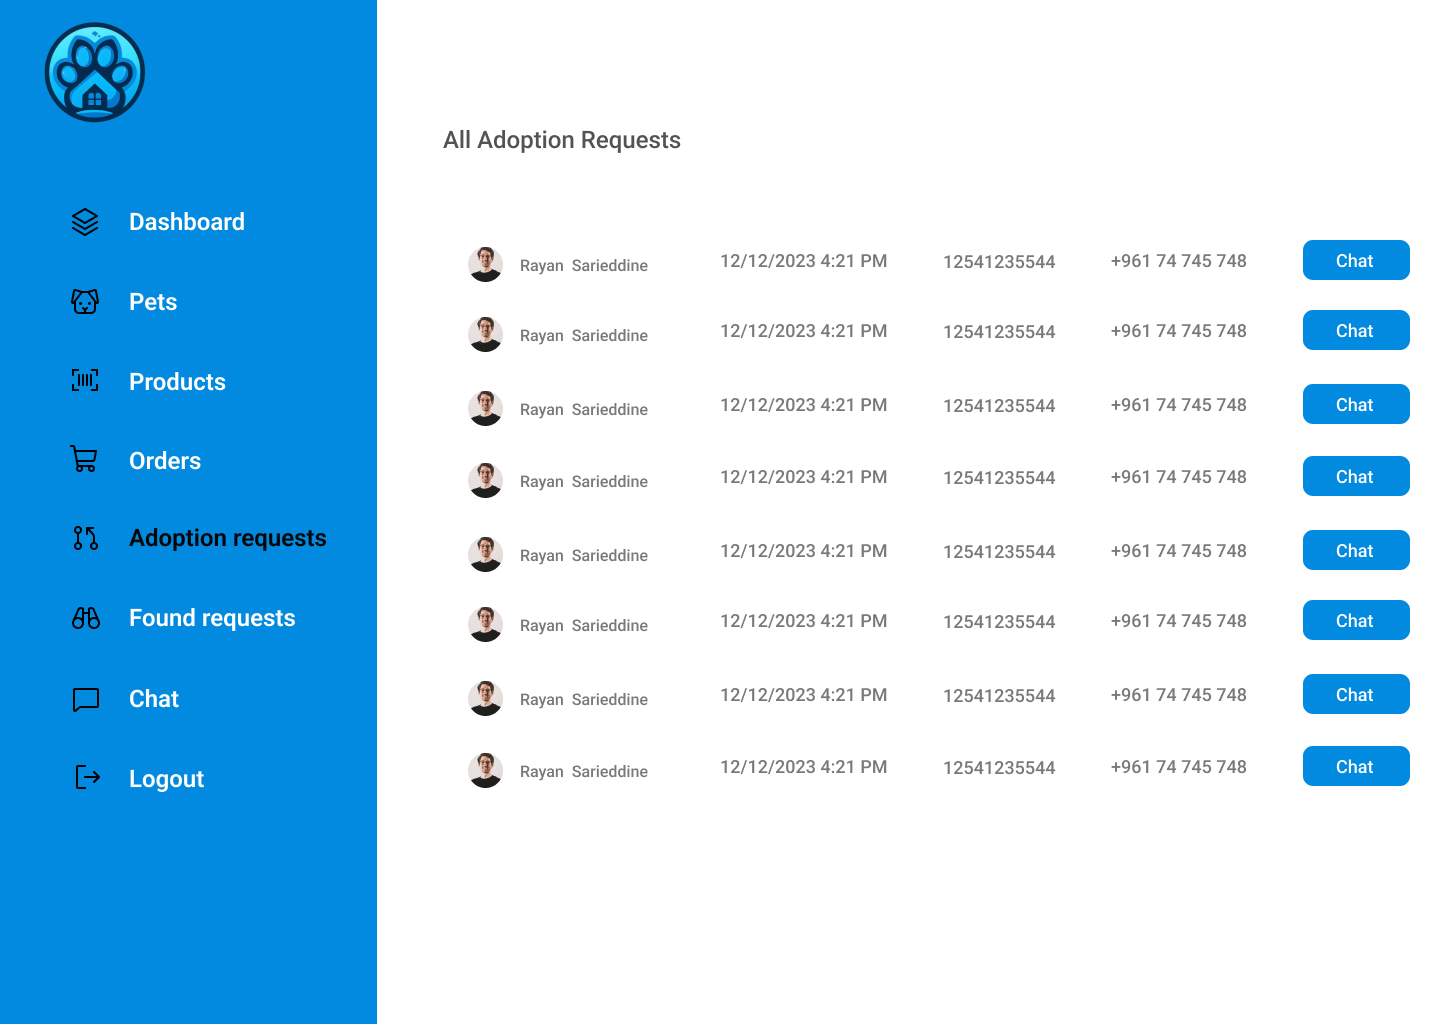 All Adoption Requests
Dashboard
Pets
Products
Orders
Adoption requests
Found requests
Chat
Logout
Rayan Sarieddine 12/12/2023 4:21 PM 12541235544 +961 74 745 748 Chat
Rayan Sarieddine 12/12/2023 4:21 PM 12541235544 +961 74 745 748 Chat
Rayan Sarieddine 12/12/2023 4:21 PM 12541235544 +961 74 745 748 Chat
Rayan Sarieddine 12/12/2023 4:21 PM 12541235544 +961 74 745 748 Chat
Rayan Sarieddine 12/12/2023 4:21 PM 12541235544 +961 74 745 748 Chat
Rayan Sarieddine 12/12/2023 4:21 PM 12541235544 +961 74 745 748 Chat
Rayan Sarieddine 12/12/2023 4:21 PM 12541235544 +961 74 745 748 Chat
Rayan Sarieddine 12/12/2023 4:21 PM 12541235544 +961 74 745 748 Chat